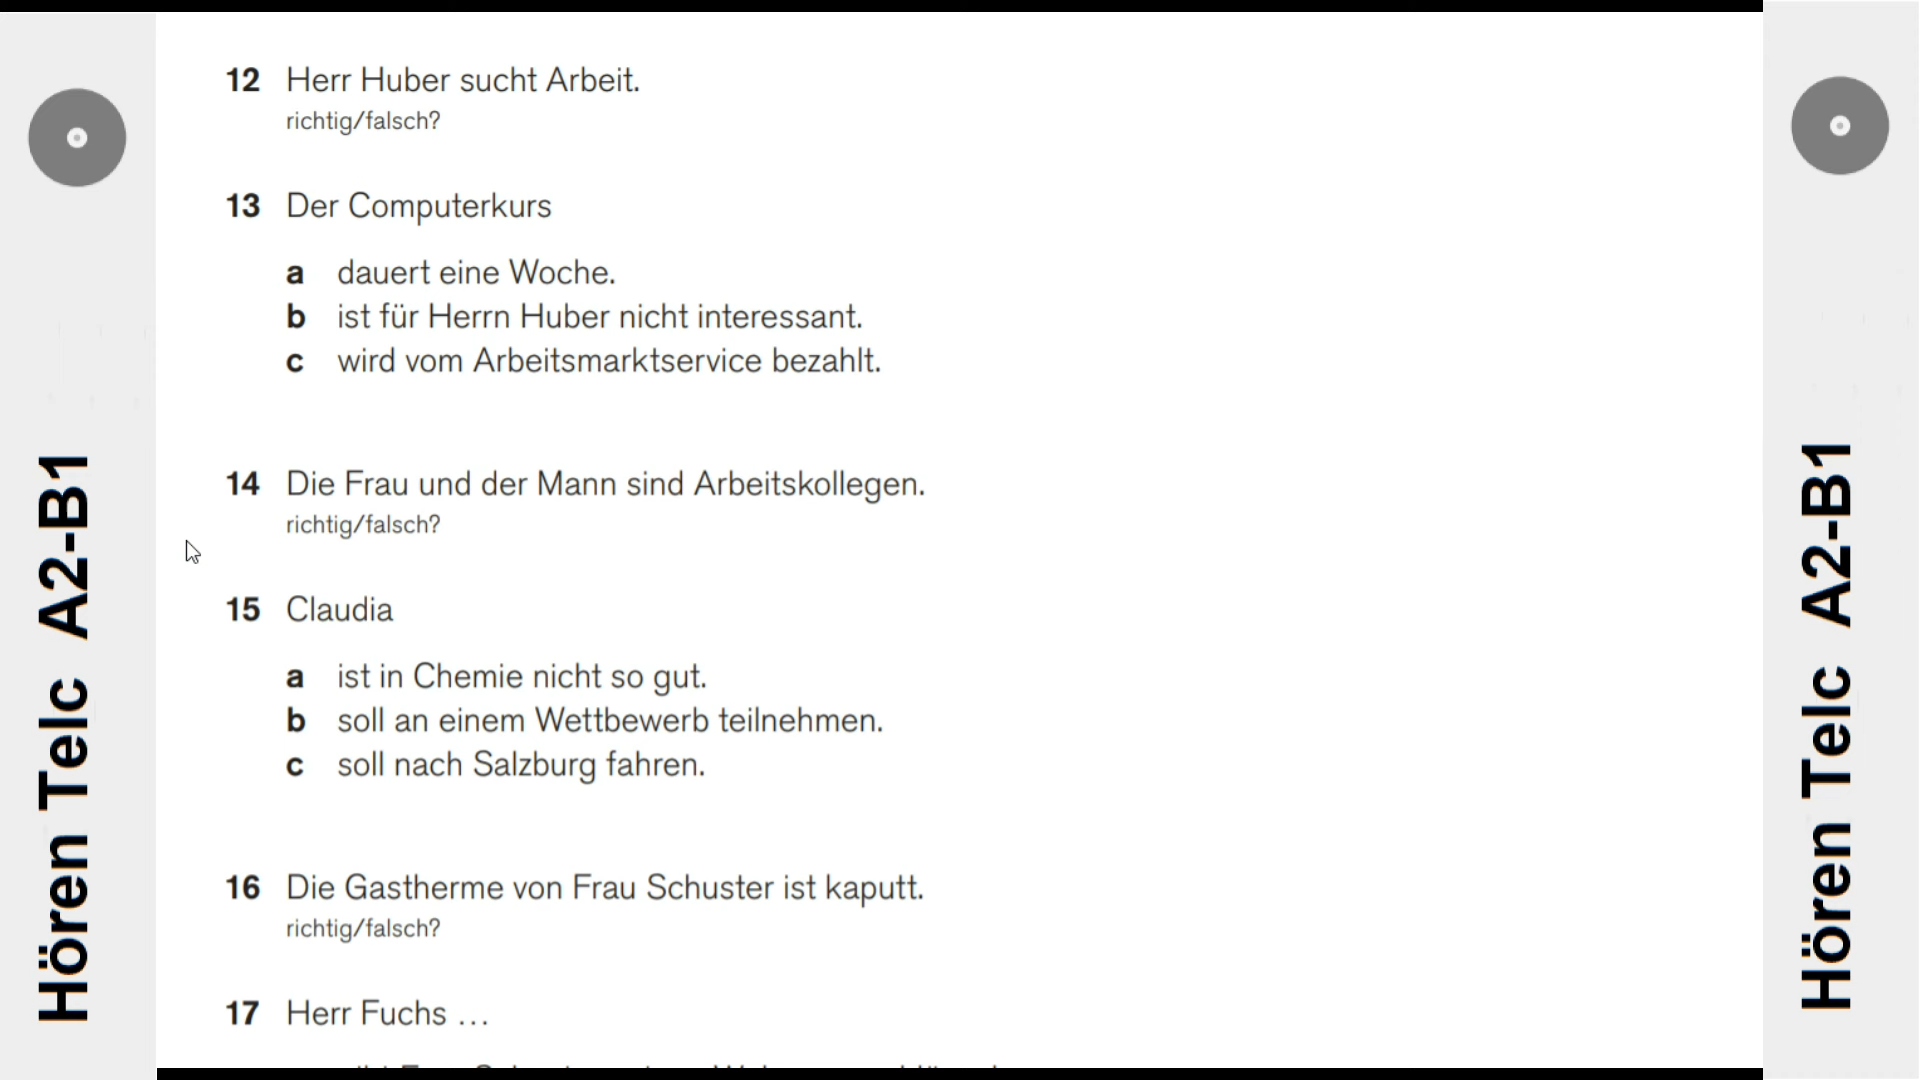 12 Herr Huber sucht Arbeit.
richtig/falsch?
13 Der Computerkurs
a dauert eine Woche.
b ist für Herrn Huber nicht interessant.
c wird vom Arbeitsmarktservice bezahlt.
14 Die Frau und der Mann sind Arbeitskollegen.
richtig/falsch?
15 Claudia
a ist in Chemie nicht so gut.
b soll an einem Wettbewerb teilnehmen.
c soll nach Salzburg fahren.
16 Die Gastherme von Frau Schuster ist kaputt.
richtig/falsch?
17 Herr Fuchs ...
Hören Telc A2-B1
Hören Telc A2-B1